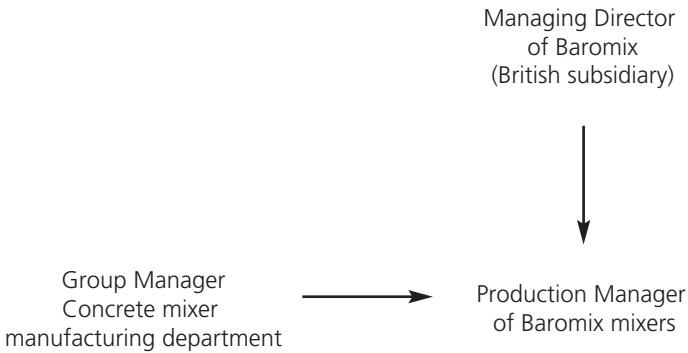 Managing Director
of Baromix
(British subsidiary)
Group Manager
Concrete mixer
manufacturing department
Production Manager
of Baromix mixers